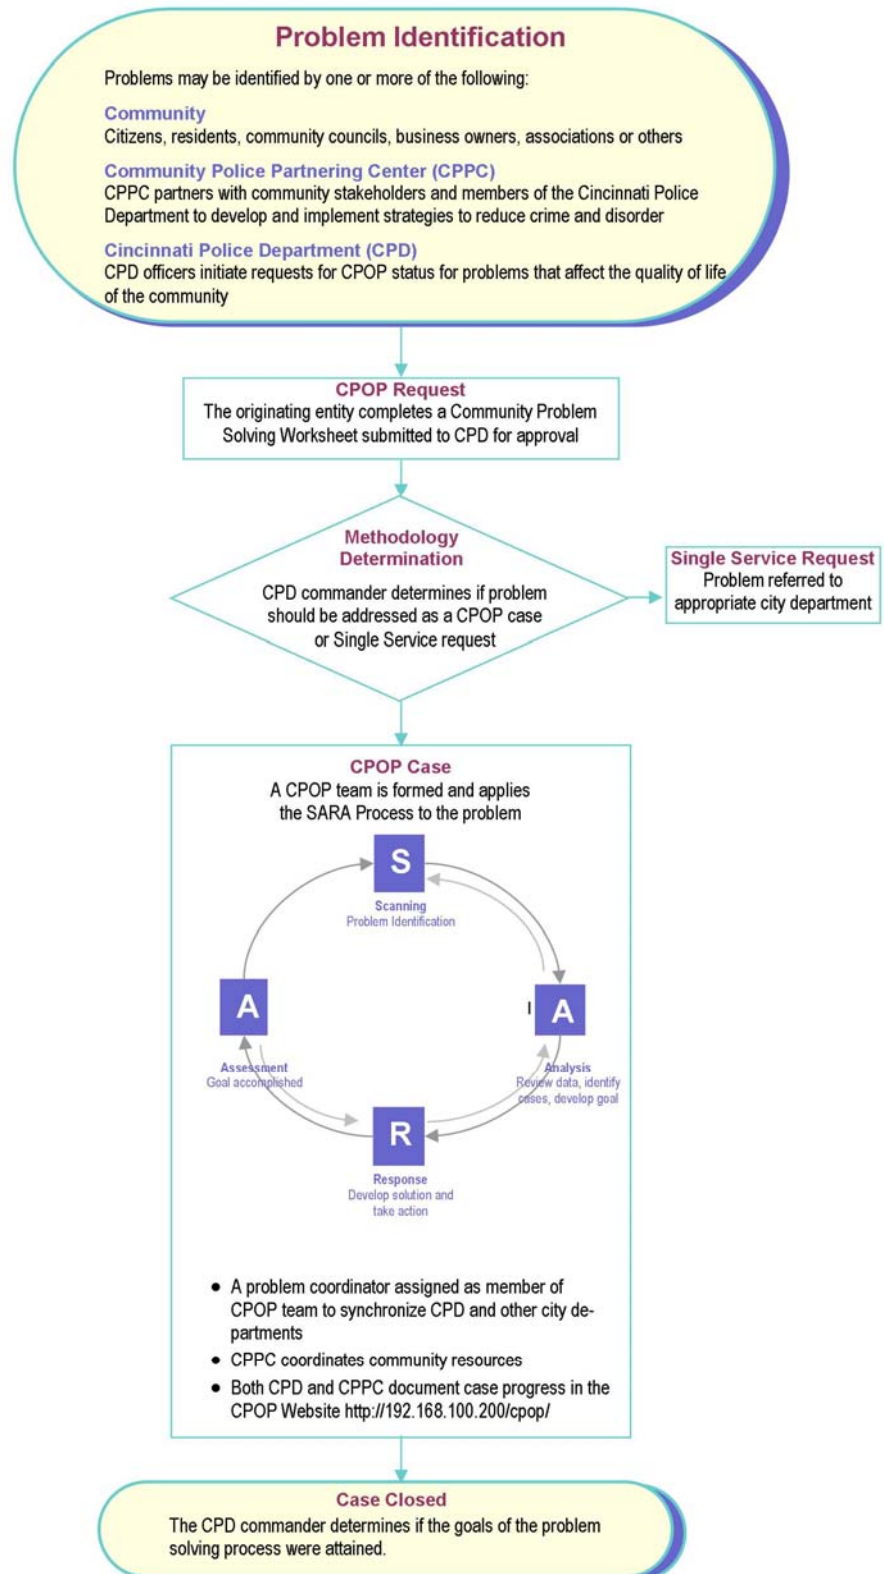 Problem Identification
Problems may be identified by one or more of the following:
Community
Citizens, residents, community councils, business owners, associations or others
Community Police Partnering Center (CPPC)
CPPC partners with community stakeholders and members of the Cincinnati Police
Department to develop and implement strategies to reduce crime and disorder
Cincinnati Police Department (CPD)
CPD officers initiate requests for CPOP status for problems that affect the quality of life
of the community
CPOP Request
The originating entity completes a Community Problem
Solving Worksheet submitted to CPD for approval
Methodology
Determination
CPD commander determines if problem
should be addressed as a CPOP case
or Single Service request
Single Service Request
Problem referred to
appropriate city department
CPOP Case
A CPOP team is formed and applies
the SARA Process to the problem
S
Scanning
Problem Identification
A
Assessment
Goal accomplished
I
A
Analysis
Review data, identify
cases, develop goal
R
Response
Develop solution and
take action
• A problem coordinator assigned as member of
CPOP team to synchronize CPD and other city de-
partments
• CPPC coordinates community resources
• Both CPD and CPPC document case progress in the
CPOP Website http://192.168.100.200/cpop/
Case Closed
The CPD commander determines if the goals of the problem
solving process were attained.